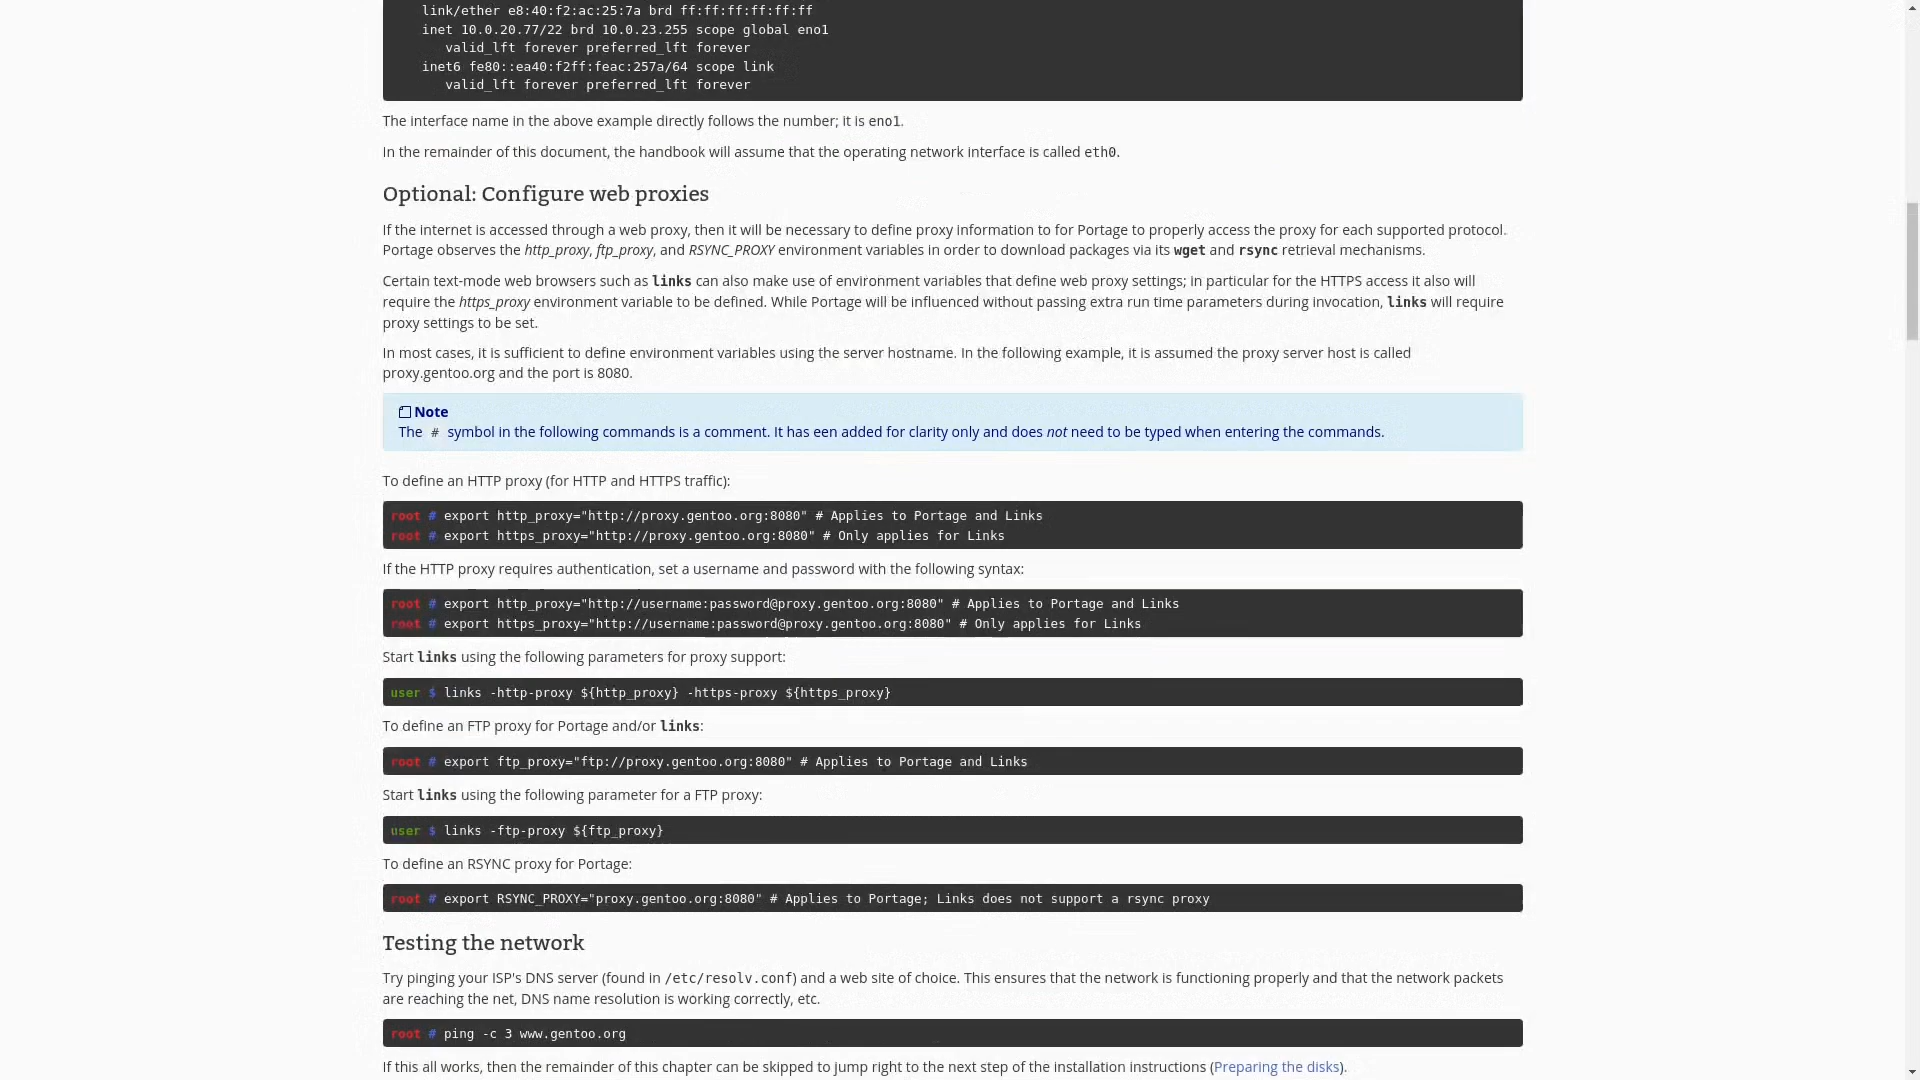 link/ether e8:40:f2:ac:25:7a brd ff:ff:ff:ff:ff:ff
inet 10.0.20.77/22 brd 10.0.23.255 scope global eno1
valid_lft forever preferred_lft forever
inet6 fe80::ea40:f2ff:feac:257a/64 scope link
valid_lft forever preferred_lft forever
The interface name in the above example directly follows the number; it is eno1.
In the remainder of this document, the handbook will assume that the operating network interface is called eth0.
Optional: Configure web proxies
If the internet is accessed through a web proxy, then it will be necessary to define proxy information to for Portage to properly access the proxy for each supported protocol.
Portage observes the http_proxy, ftp_proxy, and RSYNC_PROXY environment variables in order to download packages via its wget and rsync retrieval mechanisms.
Certain text-mode web browsers such as links can also make use of environment variables that define web proxy settings; in particular for the HTTPS access it also will
require the https_proxy environment variable to be defined. While Portage will be influenced without passing extra run time parameters during invocation, links will require
proxy settings to be set.
In most cases, it is sufficient to define environment variables using the server hostname. In the following example, it is assumed the proxy server host is called
proxy.gentoo.org and the port is 8080.
Note
The # symbol in the following commands is a comment. It has een added for clarity only and does not need to be typed when entering the commands.
To define an HTTP proxy (for HTTP and HTTPS traffic):
root # export http_proxy="http://proxy.gentoo.org:8080" # Applies to Portage and Links
root # export https_proxy="http://proxy.gentoo.org:8080" # Only applies for Links
If the HTTP proxy requires authentication, set a username and password with the following syntax:
root # export http_proxy="http://username:password@proxy.gentoo.org:8080" # Applies to Portage and Links
root # export https_proxy="http://username:password@proxy.gentoo.org:8080" # Only applies for Links
Start links using the following parameters for proxy support:
user $ links -http-proxy ${http_proxy} -https-proxy ${https_proxy}
To define an FTP proxy for Portage and/or links:
root # export ftp_proxy="ftp://proxy.gentoo.org:8080" # Applies to Portage and Links
Start links using the following parameter for a FTP proxy:
user $ links -ftp-proxy ${ftp_proxy}
To define an RSYNC proxy for Portage:
root # export RSYNC_PROXY="proxy.gentoo.org:8080" # Applies to Portage; Links does not support a rsync proxy
Testing the network
Try pinging your ISP's DNS server (found in /etc/resolv.conf) and a web site of choice. This ensures that the network is functioning properly and that the network packets
are reaching the net, DNS name resolution is working correctly, etc.
root # ping -c 3 www.gentoo.org
If this all works, then the remainder of this chapter can be skipped to jump right to the next step of the installation instructions (Preparing the disks).